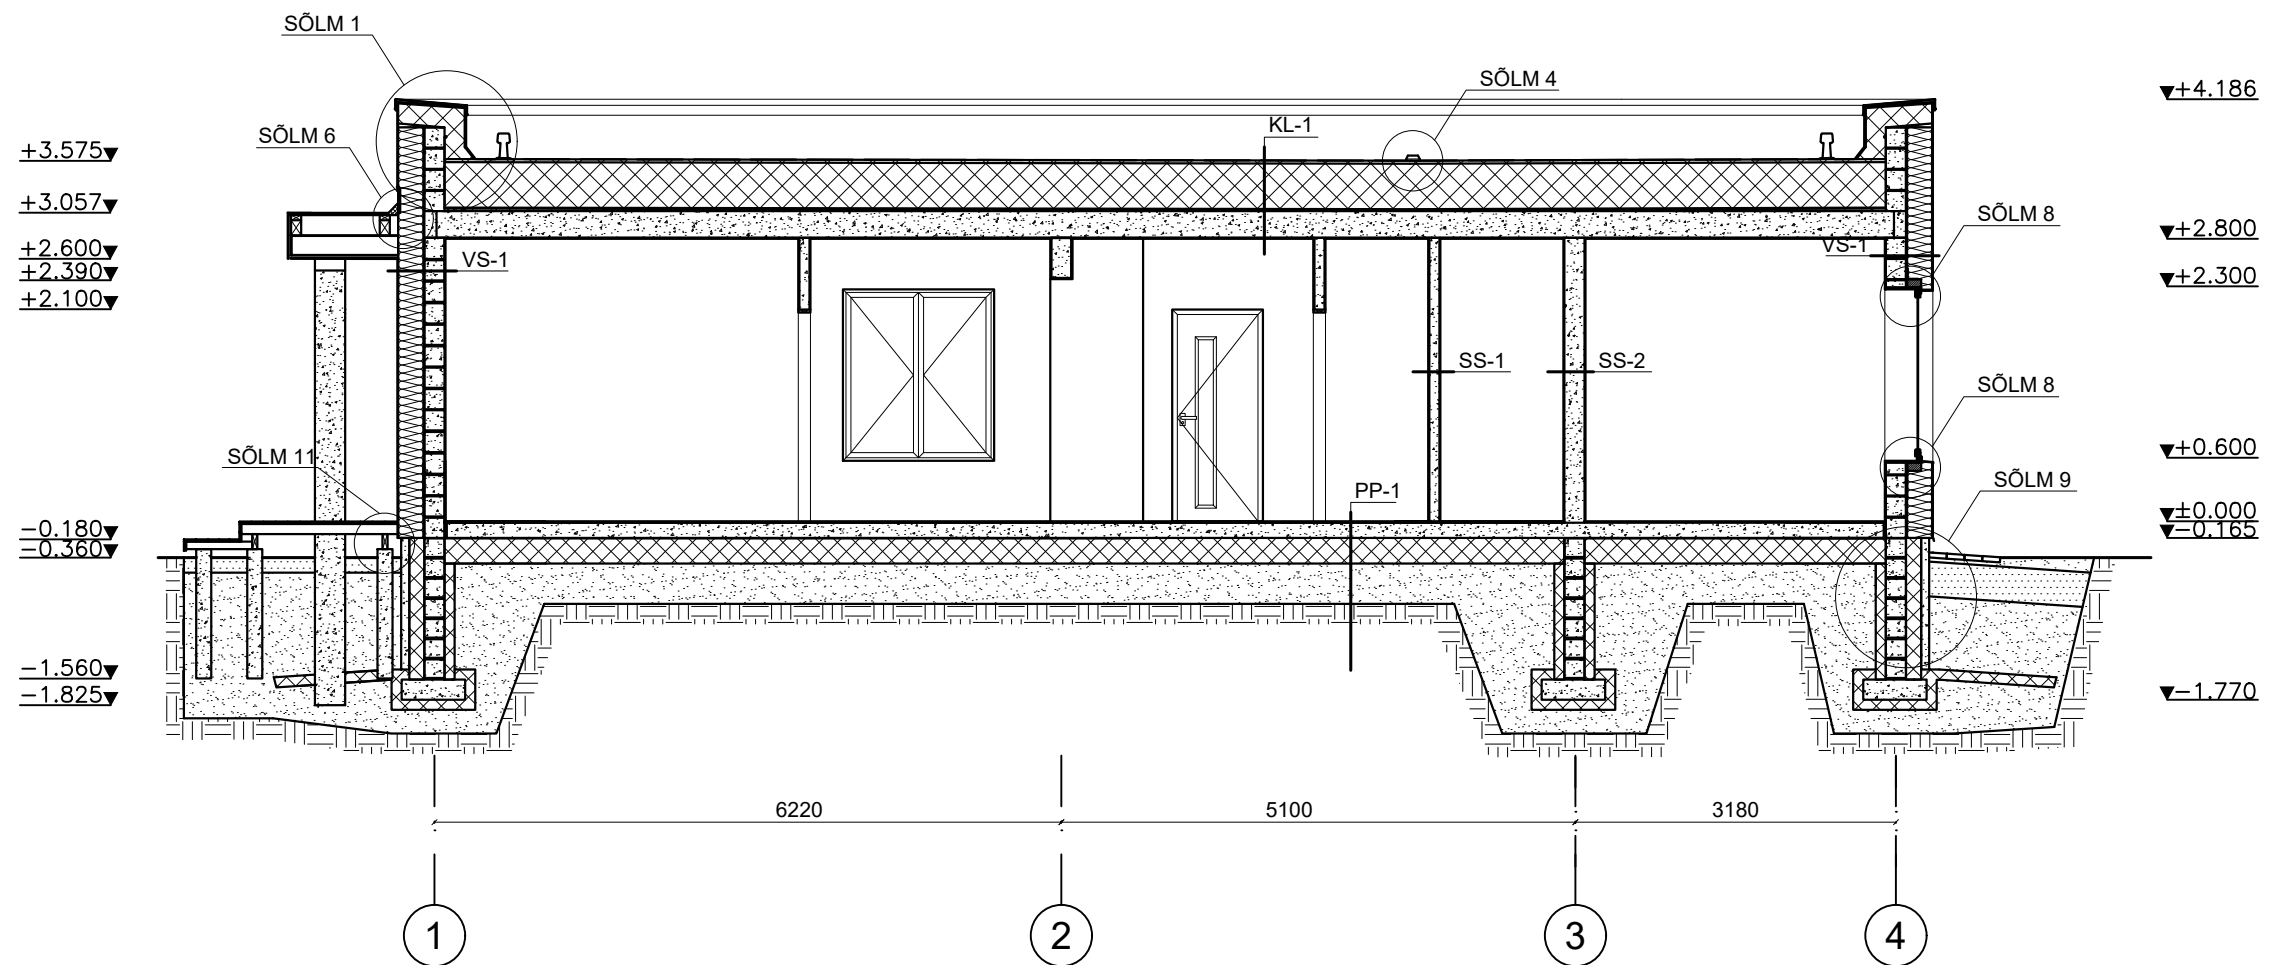 SÕLM 1
SÕLM 4
+4.186
KL-1
SÕLM 6
+3.575
+3.057
SÕLM 8
+2.800
+2.600
VS-1
VS-1
+2.390
+2.300
+2.100
SS-1
SS-2
SÕLM 8
+0.600
SÕLM 11
PP-1
SÕLM 9
±0.000
-0.165
-0.180
-0.360
-1.560
-1.825
-1.770
6220
5100
3180
1
2
3
4